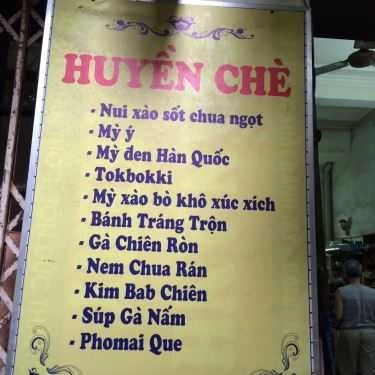 HUYỀN CHÈ
- Nui xào sốt chua ngọt
- Mỳ ý
- Mỳ đen Hàn Quốc
- Tokbokki
- Mỳ xào bò khô xúc xích
- Bánh Tráng Trộn
- Gà Chiên Ròn
- Nem Chua Rán
- Kim Bab Chiên
- Súp Gà Nấm
- Phomai Que